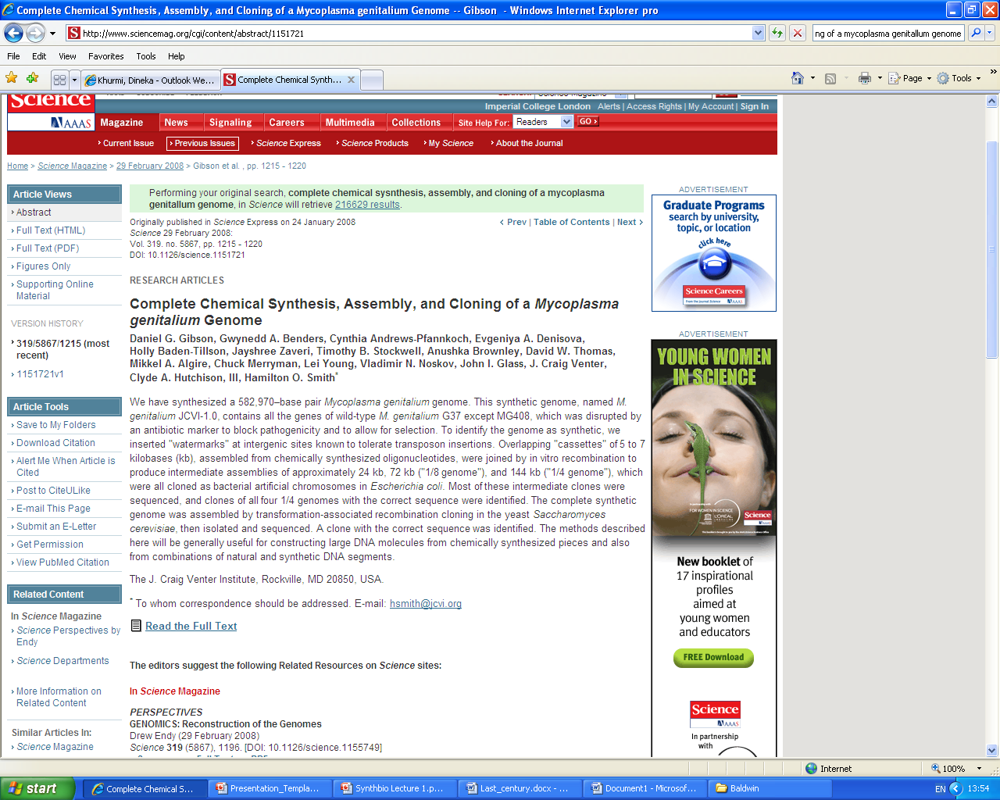 Complete Chemical Synthesis, Assembly, and Cloning of a Mycoplasma genitalium Genome -- Gibson - Windows Internet Explorer pro
http://www.sciencemag.org/cgi/content/abstract/1151721
ng of a mycoplasma genitallum genome
File Edit View Favorites Tools Help
Khurmi, Dineka - Outlook We...
Complete Chemical Synth...
Page
Tools
Science
AAAS
Imperial College London Alerts | Access Rights | My Account | Sign In
Magazine News Signaling Careers Multimedia Collections Site Help For: Readers GO
Current Issue Previous Issues Science Express Science Products My Science About the Journal
Home > Science Magazine > 29 February 2008 > Gibson et al. , pp. 1215 - 1220
Article Views
Abstract
Full Text (HTML)
Full Text (PDF)
Figures Only
Supporting Online
Material
VERSION HISTORY
319/5867/1215 (most
recent)
1151721v1
Article Tools
Save to My Folders
Download Citation
Alert Me When Article is
Cited
Post to CiteULike
E-mail This Page
Submit an E-Letter
Get Permission
View PubMed Citation
Related Content
In Science Magazine
Science Perspectives by
Endy
Science Departments
More Information on
Related Content
Similar Articles In:
Science Magazine
Performing your original search, complete chemical sysnthesis, assembly, and cloning of a mycoplasma
genitallum genome, in Science will retrieve 216629 results.
Originally published in Science Express on 24 January 2008
Science 29 February 2008:
Vol. 319. no. 5867, pp. 1215 - 1220
DOI: 10.1126/science.1151721
< Prev | Table of Contents | Next >
RESEARCH ARTICLES
Complete Chemical Synthesis, Assembly, and Cloning of a Mycoplasma
genitalium Genome
Daniel G. Gibson, Gwynedd A. Benders, Cynthia Andrews-Pfannkoch, Evgeniya A. Denisova,
Holly Baden-Tillson, Jayshree Zaveri, Timothy B. Stockwell, Anushka Brownley, David W. Thomas,
Mikkel A. Algire, Chuck Merryman, Lei Young, Vladimir N. Noskov, John I. Glass, J. Craig Venter,
Clyde A. Hutchison, III, Hamilton O. Smith*
We have synthesized a 582,970–base pair Mycoplasma genitalium genome. This synthetic genome, named M.
genitalium JCVI-1.0, contains all the genes of wild-type M. genitalium G37 except MG408, which was disrupted by
an antibiotic marker to block pathogenicity and to allow for selection. To identify the genome as synthetic, we
inserted "watermarks" at intergenic sites known to tolerate transposon insertions. Overlapping "cassettes" of 5 to 7
kilobases (kb), assembled from chemically synthesized oligonucleotides, were joined by in vitro recombination to
produce intermediate assemblies of approximately 24 kb, 72 kb ("1/8 genome"), and 144 kb ("1/4 genome"), which
were all cloned as bacterial artificial chromosomes in Escherichia coli. Most of these intermediate clones were
sequenced, and clones of all four 1/4 genomes with the correct sequence were identified. The complete synthetic
genome was assembled by transformation-associated recombination cloning in the yeast Saccharomyces
cerevisiae, then isolated and sequenced. A clone with the correct sequence was identified. The methods described
here will be generally useful for constructing large DNA molecules from chemically synthesized pieces and also
from combinations of natural and synthetic DNA segments.
The J. Craig Venter Institute, Rockville, MD 20850, USA.
* To whom correspondence should be addressed. E-mail: hsmith@jcvi.org
Read the Full Text
The editors suggest the following Related Resources on Science sites:
In Science Magazine
PERSPECTIVES
GENOMICS: Reconstruction of the Genomes
Drew Endy (29 February 2008)
Science 319 (5867), 1196. [DOI: 10.1126/science.1155749]
ADVERTISEMENT
Graduate Programs
search by university,
topic, or location
click here
Science Careers
From the journal Science AAAS
ADVERTISEMENT
YOUNG WOMEN
IN SCIENCE
FOR WOMEN IN SCIENCE
UNESCO
L'ORÉAL
Science
AAAS
New booklet of
17 inspirational
profiles
aimed at
young women
and educators
FREE Download
Science
AAAS
In partnership
with
Internet
100%
start
Complete Chemical S...
Presentation_Templa...
Synthbio Lecture 1.p...
Last_century.docx - ...
Document1 - Microsof...
Baldwin
EN
13:54